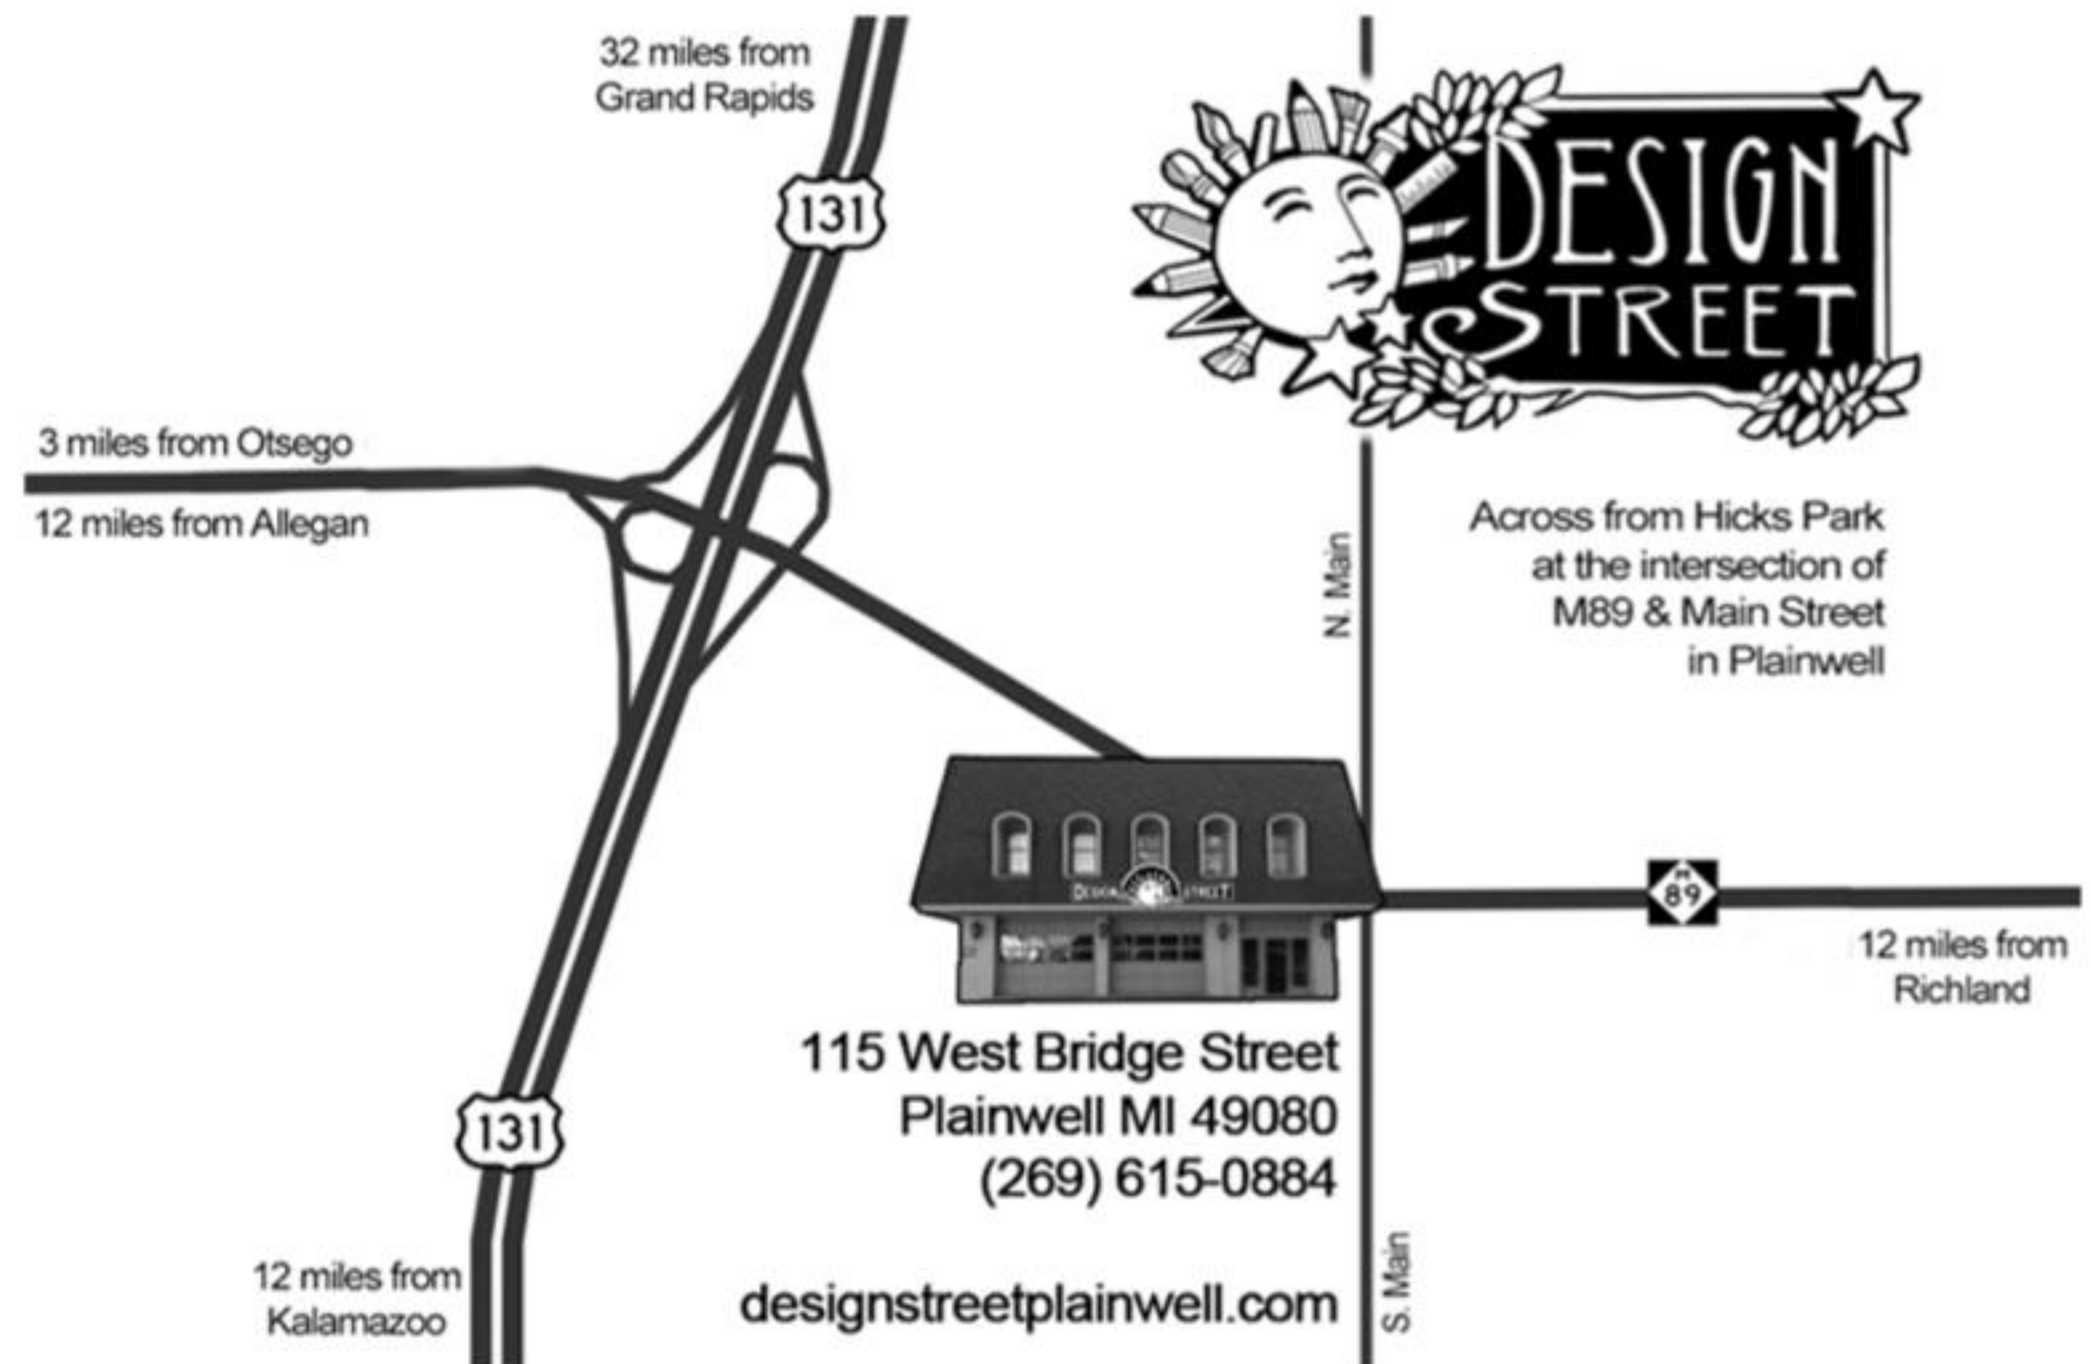 32 miles from
Grand Rapids
131
DESIGN
STREET
3 miles from Otsego
12 miles from Allegan
Across from Hicks Park
at the intersection of
M89 & Main Street
in Plainwell
N. Main
DESIGN STREET
M
89
12 miles from
Richland
115 West Bridge Street
Plainwell MI 49080
(269) 615-0884
131
12 miles from
Kalamazoo
designstreetplainwell.com
S. Main